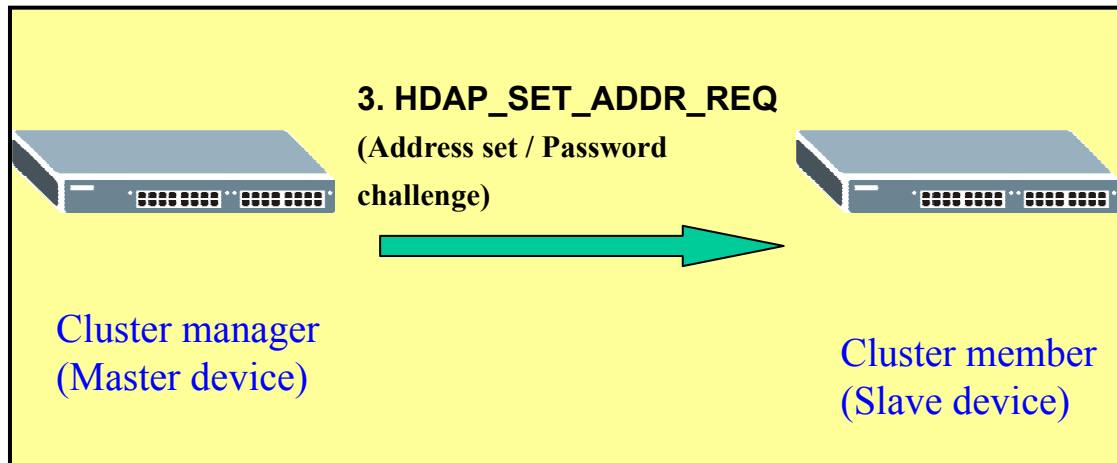 3. HDAP_SET_ADDR_REQ
(Address set / Password
challenge)
Cluster manager
(Master device)
Cluster member
(Slave device)